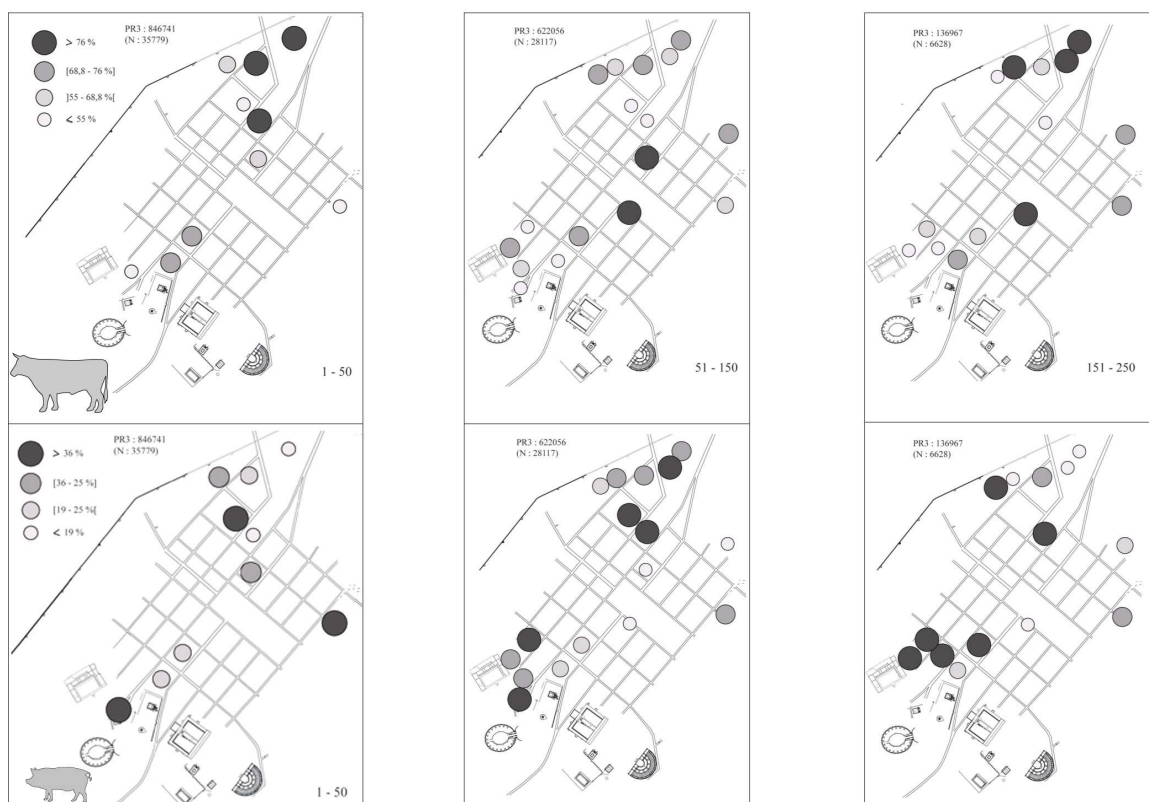 PR3 : 846741
(N : 35779)
> 76 %
[68,8 - 76 %]
]55 - 68,8 %[
⩽ 55 %
1 - 50
PR3 : 622056
(N : 28117)
51 - 150
PR3 : 136967
(N : 6628)
151 - 250
PR3 : 846741
(N : 35779)
> 36 %
[36 - 25 %]
[19 - 25 %[
< 19 %
1 - 50
PR3 : 622056
(N : 28117)
PR3 : 136967
(N : 6628)